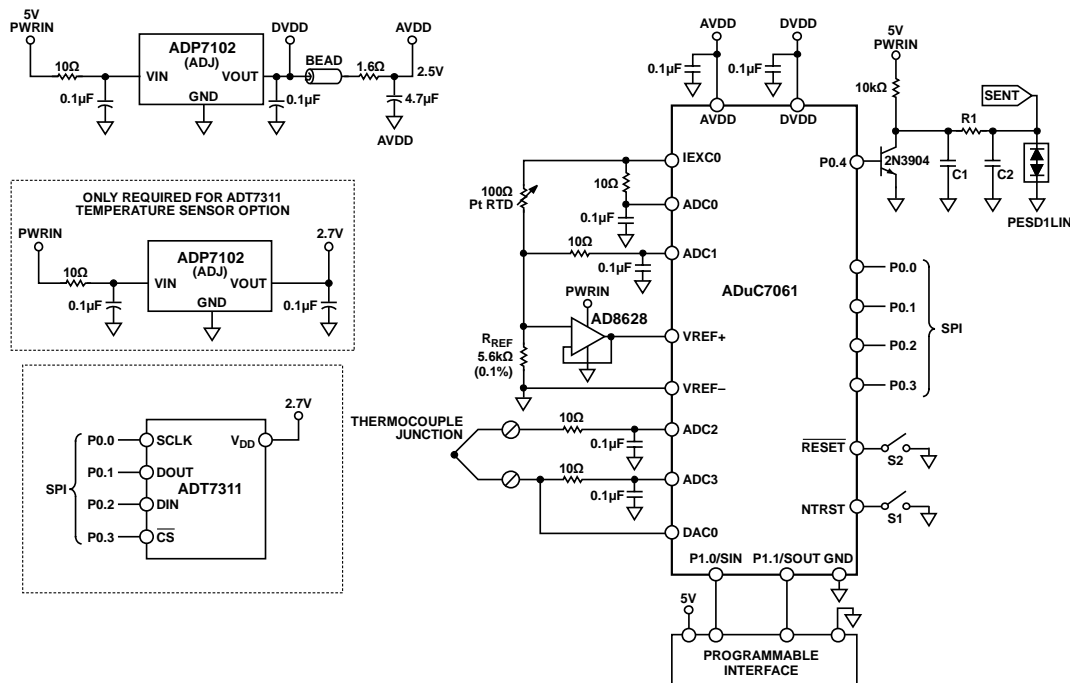 5V
PWRIN
10Ω
0.1µF
ADP7102
(ADJ)
VIN
VOUT
GND
DVDD
0.1µF
BEAD
1.6Ω
AVDD
2.5V
4.7µF
AVDD
ONLY REQUIRED FOR ADT7311
TEMPERATURE SENSOR OPTION
PWRIN
10Ω
0.1µF
ADP7102
(ADJ)
VIN
VOUT
GND
2.7V
0.1µF
SPI
P0.0
P0.1
P0.2
P0.3
SCLK
DOUT
DIN
CS
ADT7311
VDD
2.7V
AVDD
DVDD
0.1µF
0.1µF
AVDD
DVDD
IEXC0
ADC0
ADC1
VREF+
VREF–
ADC2
ADC3
DAC0
ADuC7061
P0.4
P0.0
P0.1
P0.2
P0.3
SPI
RESET
S2
NTRST
S1
P1.0/SIN
P1.1/SOUT
GND
100Ω
Pt RTD
10Ω
0.1µF
10Ω
0.1µF
PWRIN
AD8628
RREF
5.6kΩ
(0.1%)
THERMOCOUPLE
JUNCTION
10Ω
0.1µF
10Ω
0.1µF
5V
PWRIN
10kΩ
2N3904
SENT
R1
C1
C2
PESD1LIN
5V
PROGRAMMABLE
INTERFACE